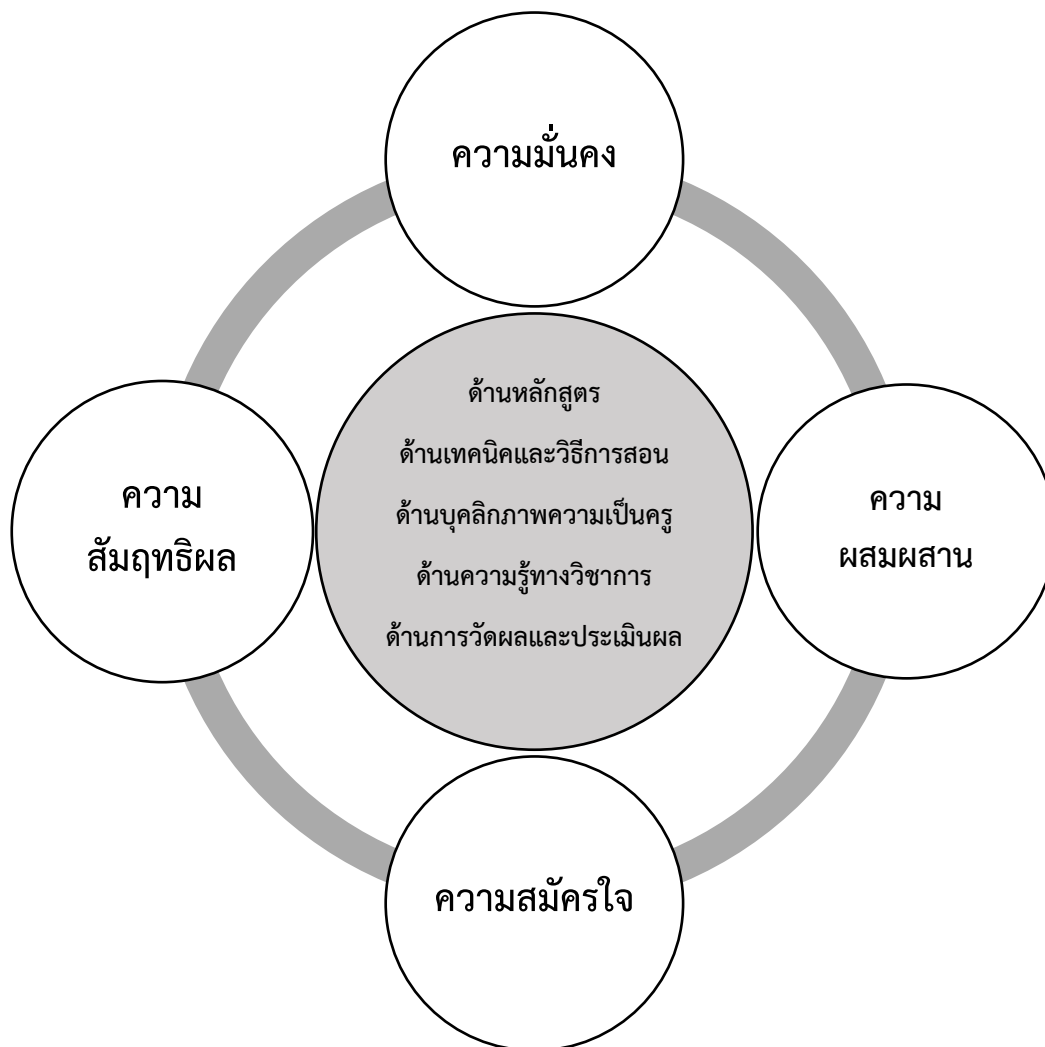 ความมั่นคง
ด้านหลักสูตร
ด้านเทคนิคและวิธีการสอน
ด้านบุคลิกภาพความเป็นครู
ด้านความรู้ทางวิชาการ
ด้านการวัดผลและประเมินผล
ความ
สัมฤทธิผล
ความ
ผสมผสาน
ความสมัครใจ